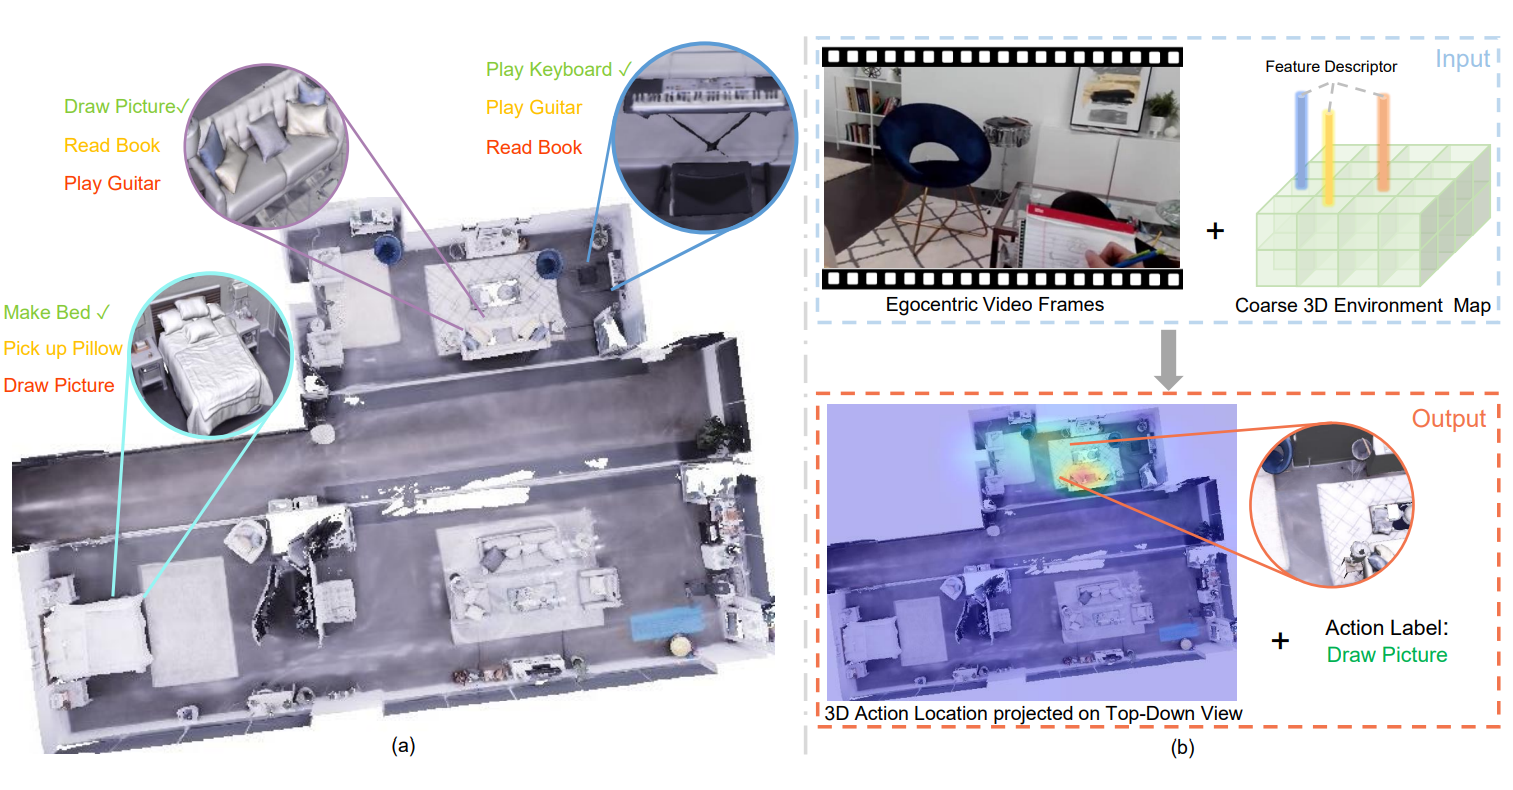 Draw Picture✓
Read Book
Play Guitar
Play Keyboard ✓
Play Guitar
Read Book
Make Bed ✓
Pick up Pillow
Draw Picture
(a)
Input
Feature Descriptor
+
Egocentric Video Frames
Coarse 3D Environment Map
Output
+
Action Label:
Draw Picture
3D Action Location projected on Top-Down View
(b)